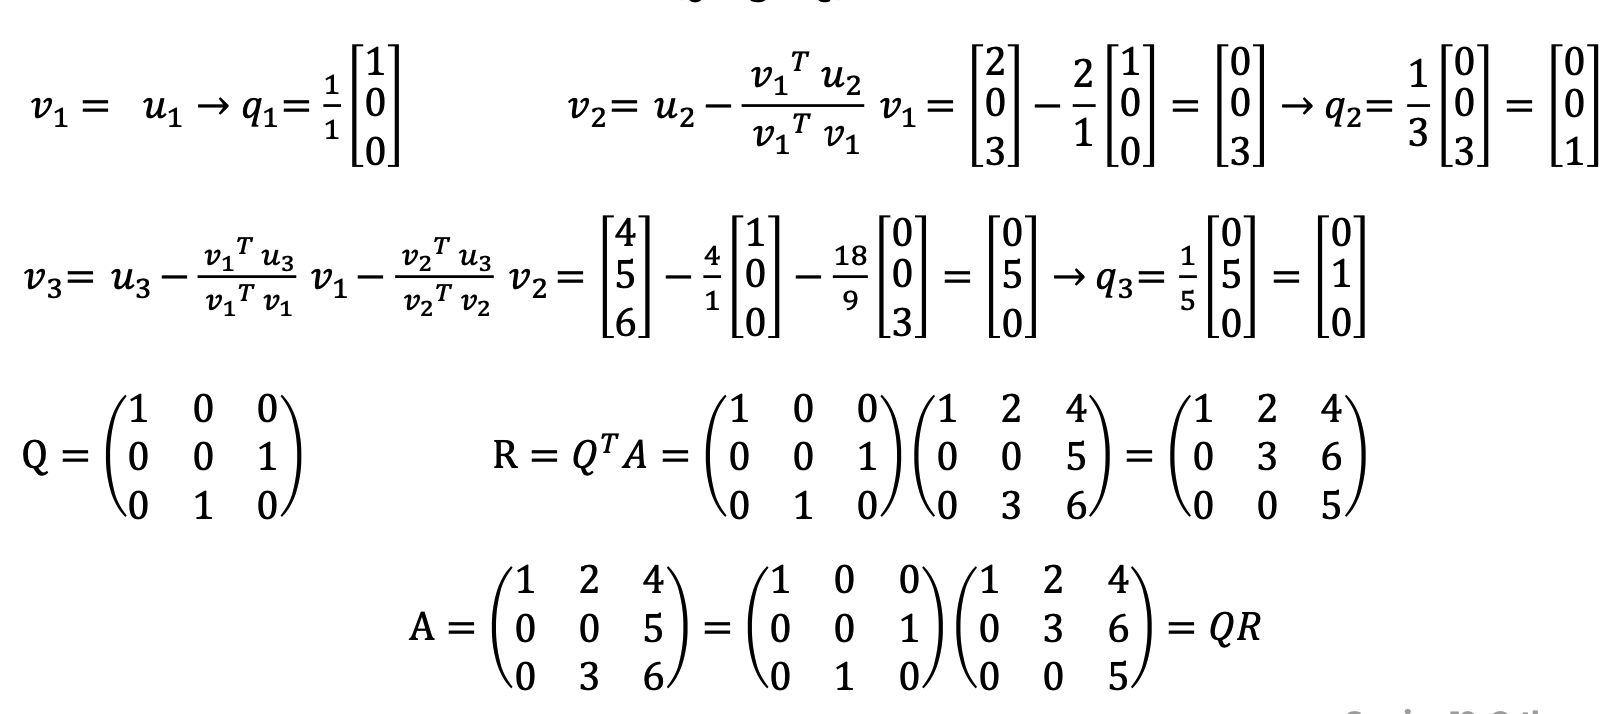 v₁ = u₁ → q₁ = 1/1 [1 0 0] v₂ = u₂ − (v₁ᵀ u₂)/(v₁ᵀ v₁) v₁ = [2 0 3] − 2/1 [1 0 0] = [0 0 3] → q₂ = 1/3 [0 0 3] = [0 0 1]
v₃ = u₃ − (v₁ᵀ u₃)/(v₁ᵀ v₁) v₁ − (v₂ᵀ u₃)/(v₂ᵀ v₂) v₂ = [4 5 6] − 4/1 [1 0 0] − 18/9 [0 0 3] = [0 5 0] → q₃ = 1/5 [0 5 0] = [0 1 0]
Q = (1 0 0; 0 0 1; 0 1 0) R = QᵀA = (1 0 0; 0 0 1; 0 1 0) (1 2 4; 0 0 5; 0 3 6) = (1 2 4; 0 3 6; 0 0 5)
A = (1 2 4; 0 0 5; 0 3 6) = (1 0 0; 0 0 1; 0 1 0) (1 2 4; 0 3 6; 0 0 5) = QR